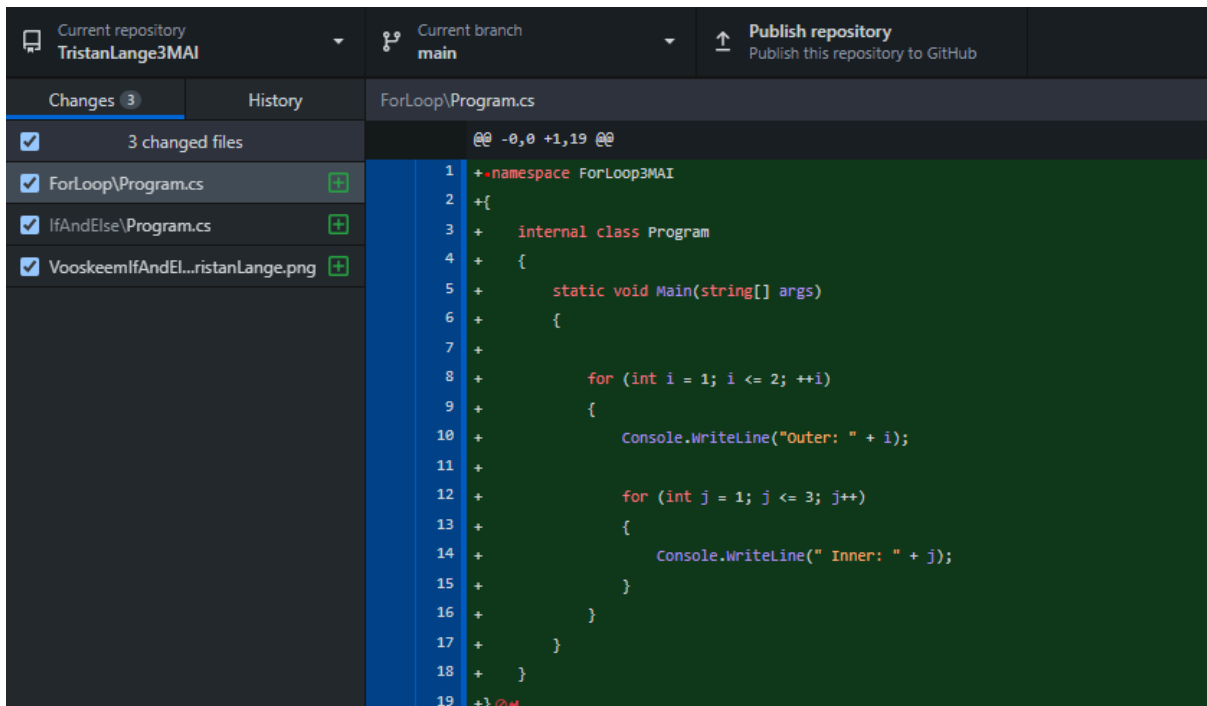 Current repository
TristanLange3MAI
Current branch
main
Publish repository
Publish this repository to GitHub
Changes 3
History
3 changed files
ForLoop\Program.cs
IfAndElse\Program.cs
VooskeemIfAndEl...ristanLange.png
ForLoop\Program.cs
@@ -0,0 +1,19 @@
1 +namespace ForLoop3MAI
2 +{
3 +    internal class Program
4 +    {
5 +        static void Main(string[] args)
6 +        {
7 +
8 +            for (int i = 1; i <= 2; ++i)
9 +            {
10 +                Console.WriteLine("Outer: " + i);
11 +
12 +                for (int j = 1; j <= 3; j++)
13 +                {
14 +                    Console.WriteLine(" Inner: " + j);
15 +                }
16 +            }
17 +        }
18 +    }
19 +}